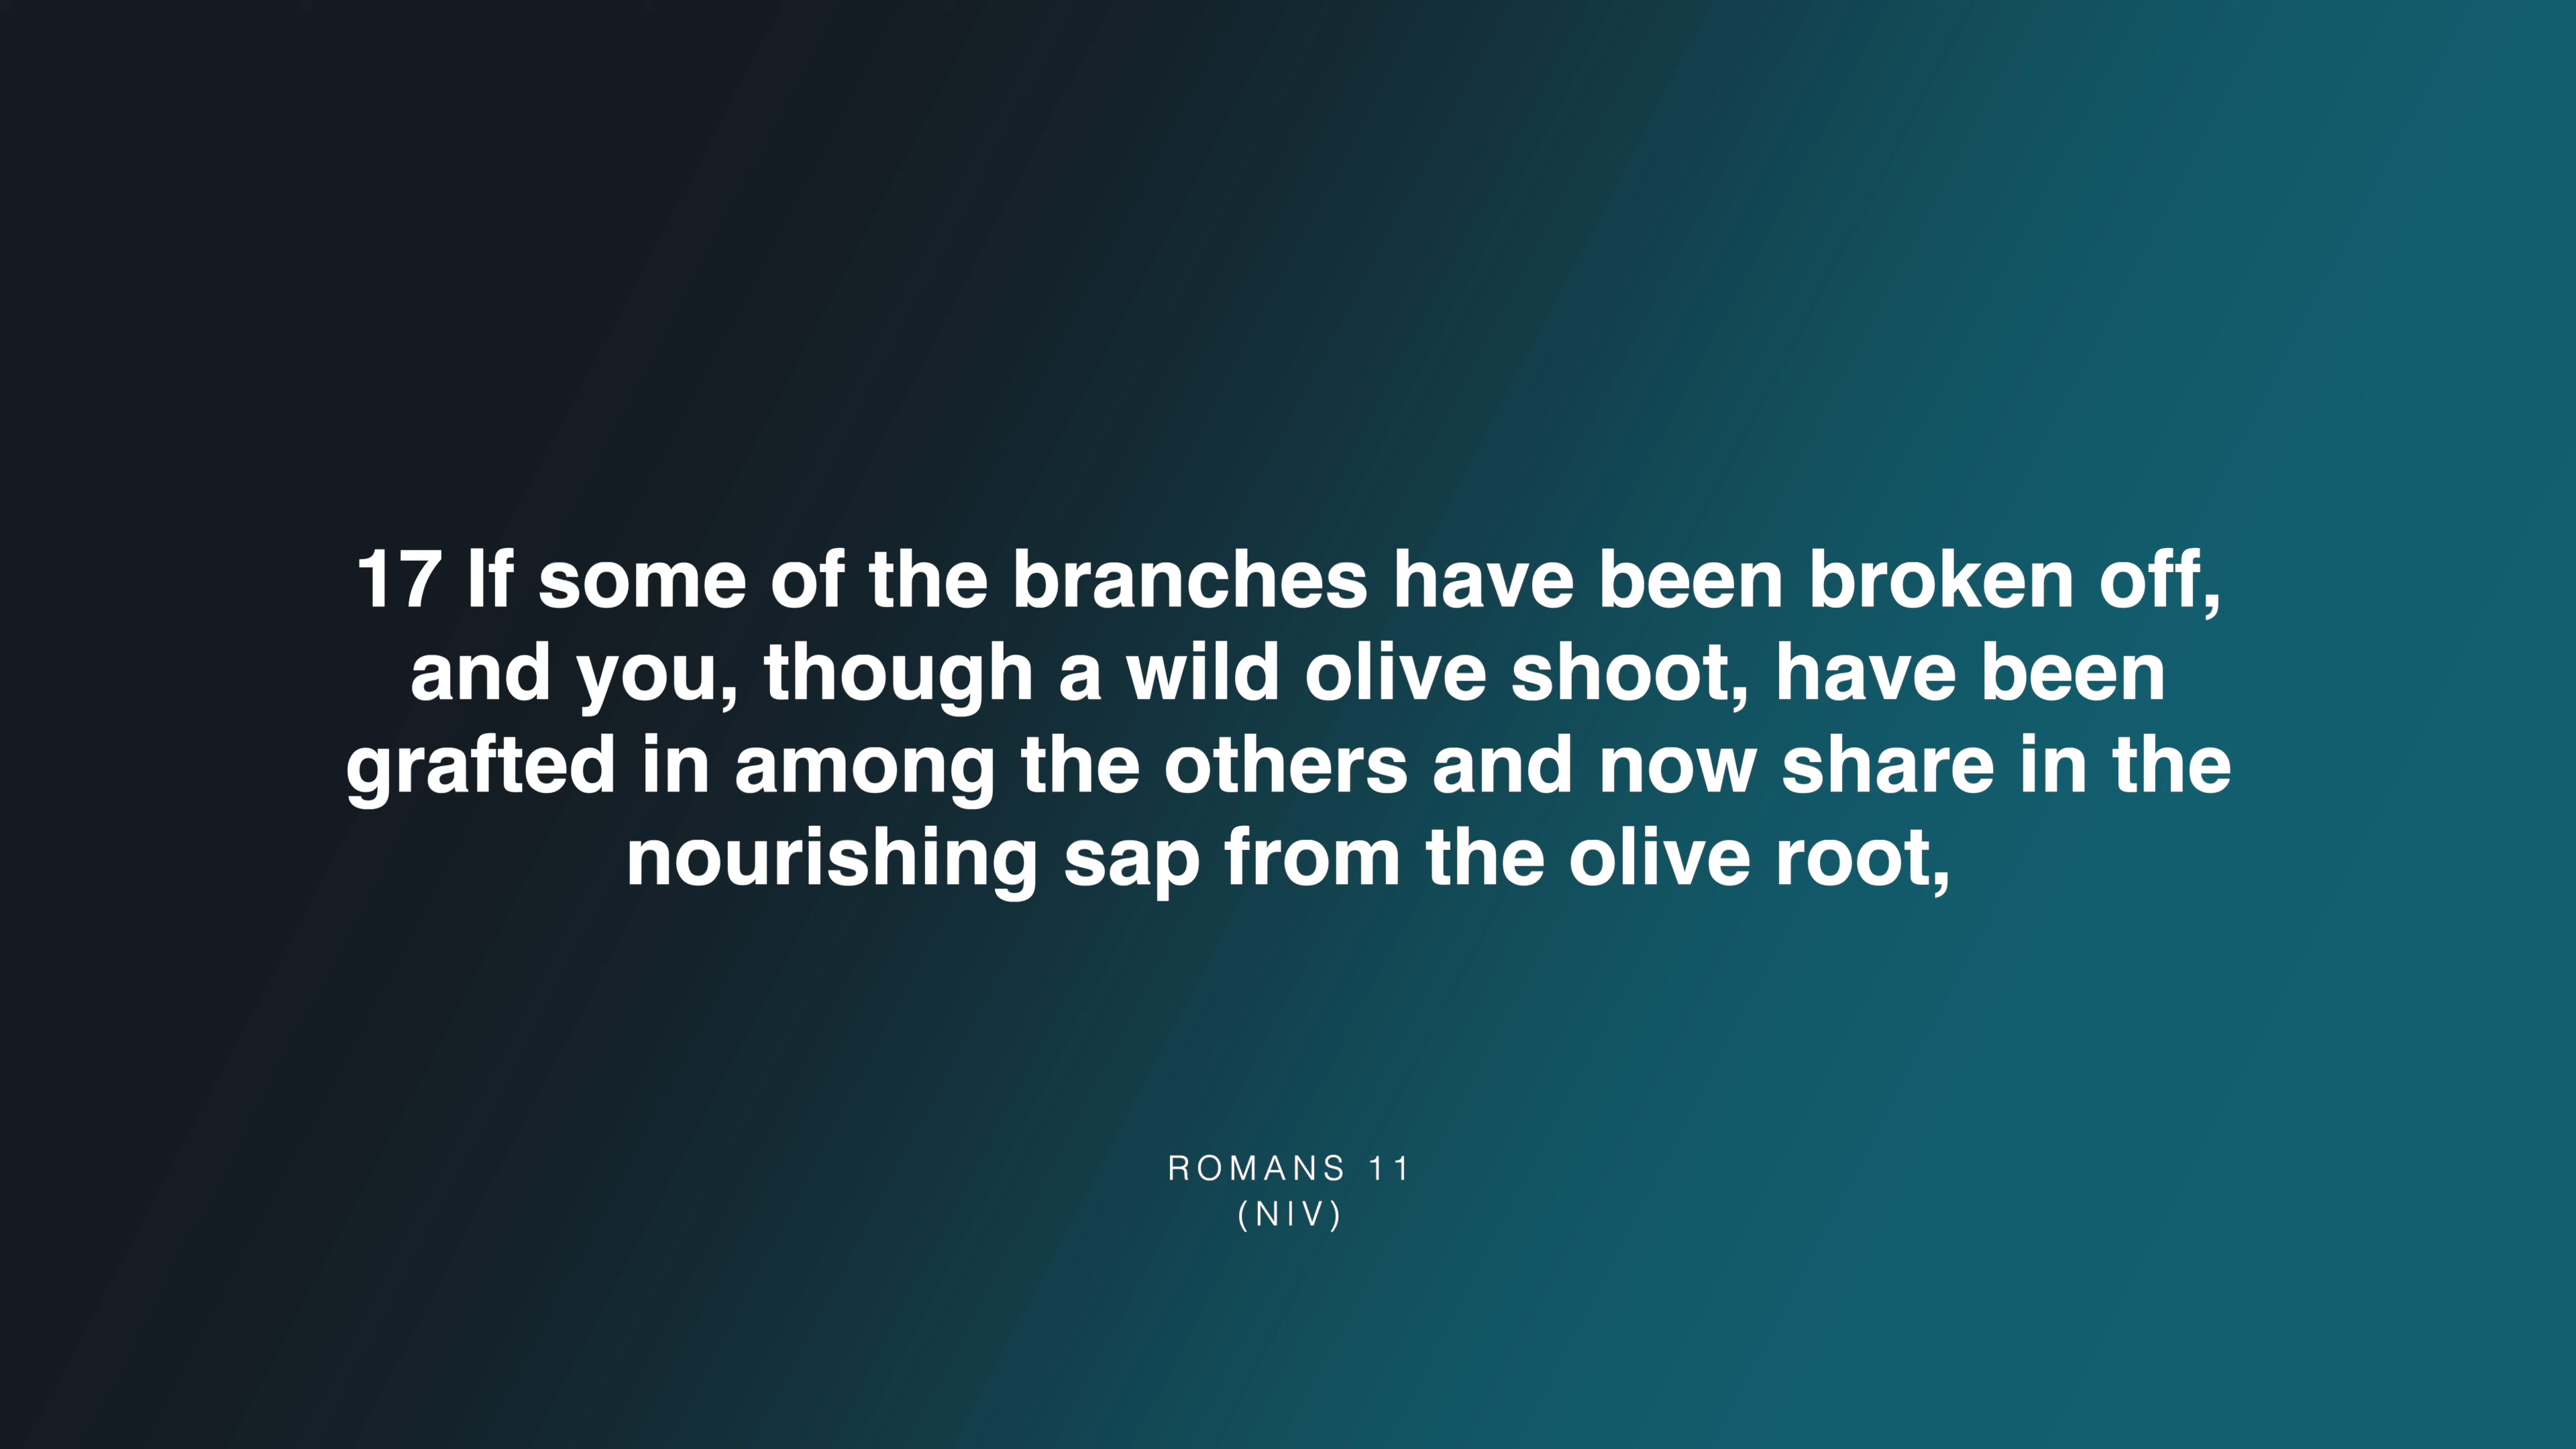 17 If some of the branches have been broken off,
and you, though a wild olive shoot, have been
grafted in among the others and now share in the
nourishing sap from the olive root,
ROMANS 11
(NIV)